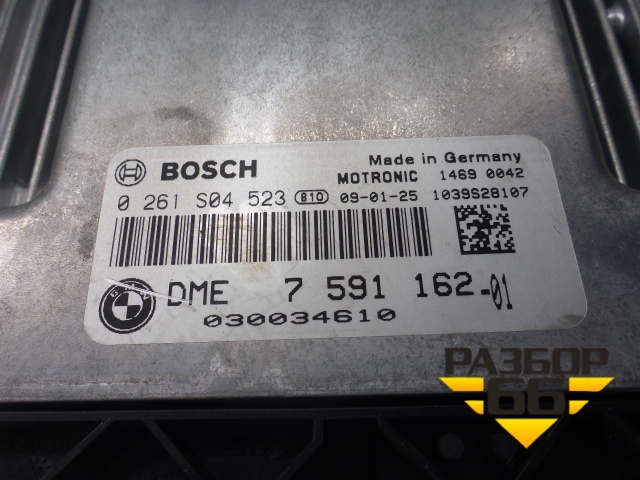 BOSCH
Made in Germany
MOTRONIC 1469 0042
0 261 S04 523 810 09-01-25 1039S28107
BMW
DME 7 591 162-01
030034610
РАЗБОР
66